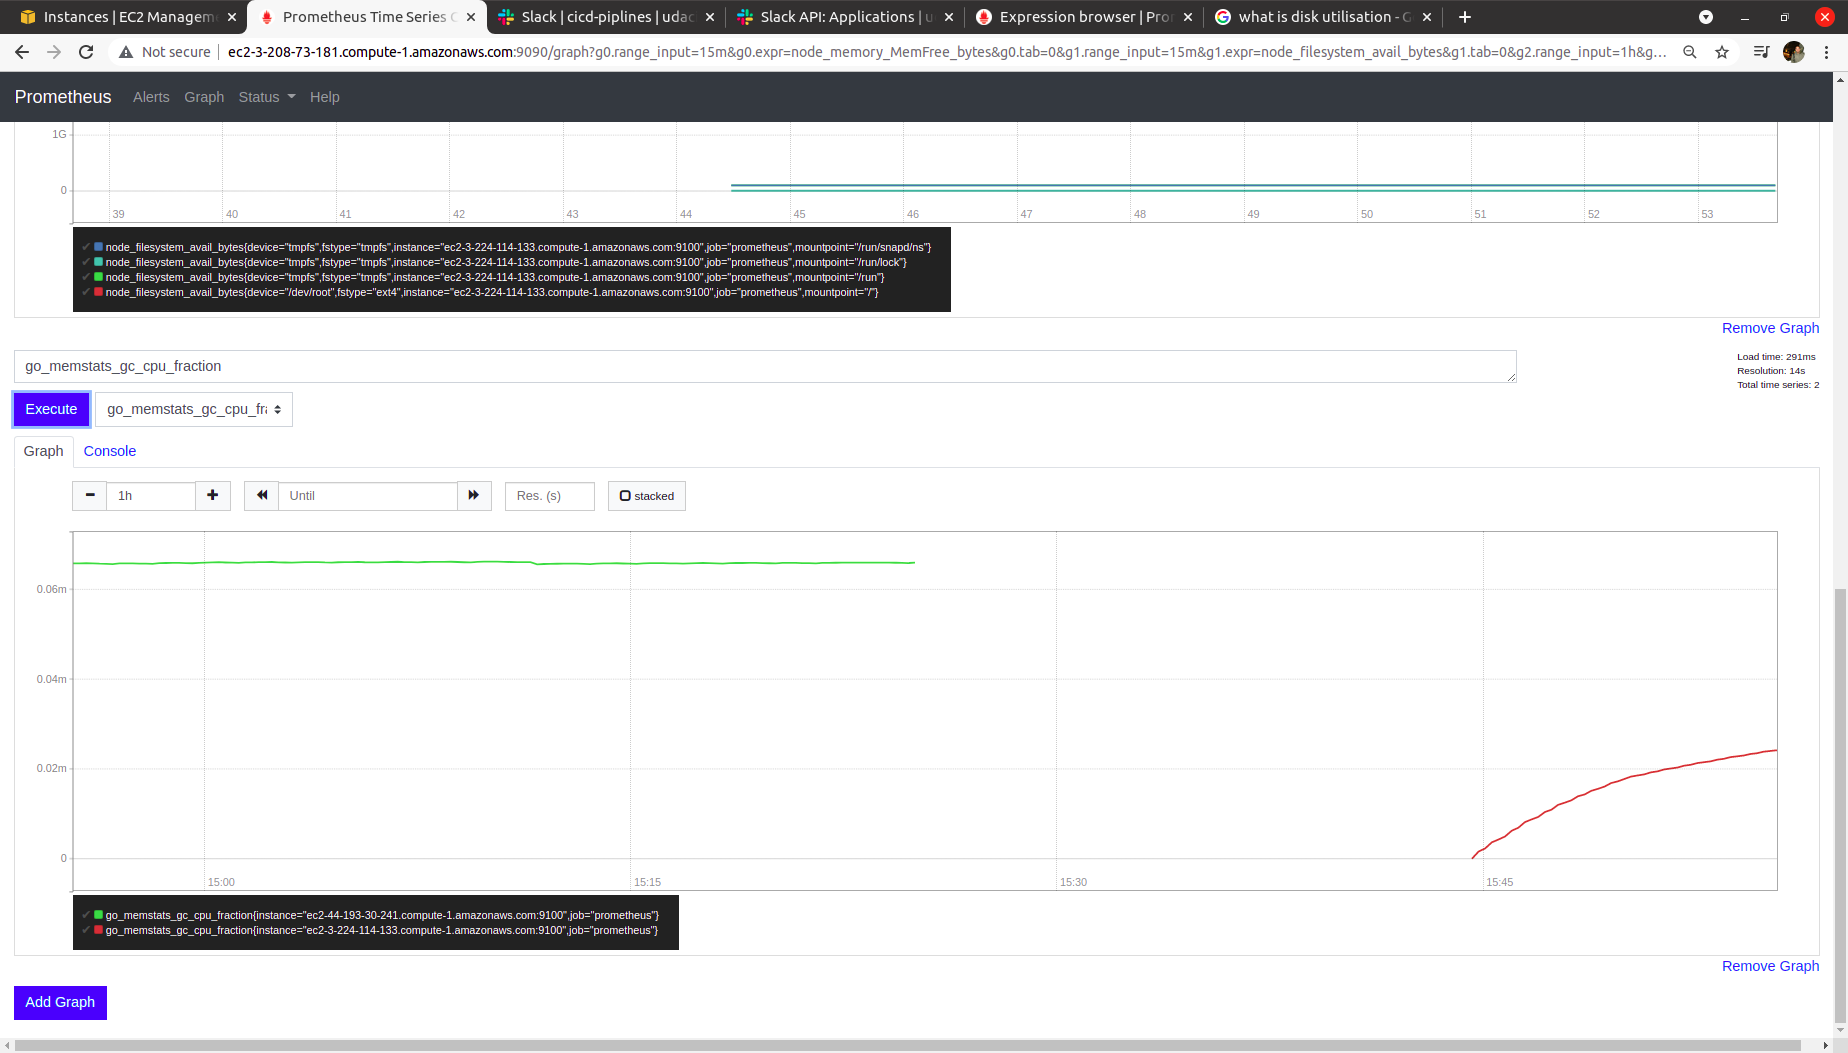 Instances | EC2 Managem
Prometheus Time Series C
Slack | cicd-piplines | udac
Slack API: Applications | u
Expression browser | Pro
what is disk utilisation - G
Not secure
ec2-3-208-73-181.compute-1.amazonaws.com:9090/graph?g0.range_input=15m&g0.expr=node_memory_MemFree_bytes&g0.tab=0&g1.range_input=15m&g1.expr=node_filesystem_avail_bytes&g1.tab=0&g2.range_input=1h&g...
Prometheus Alerts Graph Status Help
1G
0
39 40 41 42 43 44 45 46 47 48 49 50 51 52 53
node_filesystem_avail_bytes{device="tmpfs",fstype="tmpfs",instance="ec2-3-224-114-133.compute-1.amazonaws.com:9100",job="prometheus",mountpoint="/run/snapd/ns"}
node_filesystem_avail_bytes{device="tmpfs",fstype="tmpfs",instance="ec2-3-224-114-133.compute-1.amazonaws.com:9100",job="prometheus",mountpoint="/run/lock"}
node_filesystem_avail_bytes{device="tmpfs",fstype="tmpfs",instance="ec2-3-224-114-133.compute-1.amazonaws.com:9100",job="prometheus",mountpoint="/run"}
node_filesystem_avail_bytes{device="/dev/root",fstype="ext4",instance="ec2-3-224-114-133.compute-1.amazonaws.com:9100",job="prometheus",mountpoint="/"}
Remove Graph
go_memstats_gc_cpu_fraction
Load time: 291ms
Resolution: 14s
Total time series: 2
Execute
go_memstats_gc_cpu_fra
Graph Console
1h
Until
Res. (s)
stacked
0.06m
0.04m
0.02m
0
15:00 15:15 15:30 15:45
go_memstats_gc_cpu_fraction{instance="ec2-44-193-30-241.compute-1.amazonaws.com:9100",job="prometheus"}
go_memstats_gc_cpu_fraction{instance="ec2-3-224-114-133.compute-1.amazonaws.com:9100",job="prometheus"}
Remove Graph
Add Graph